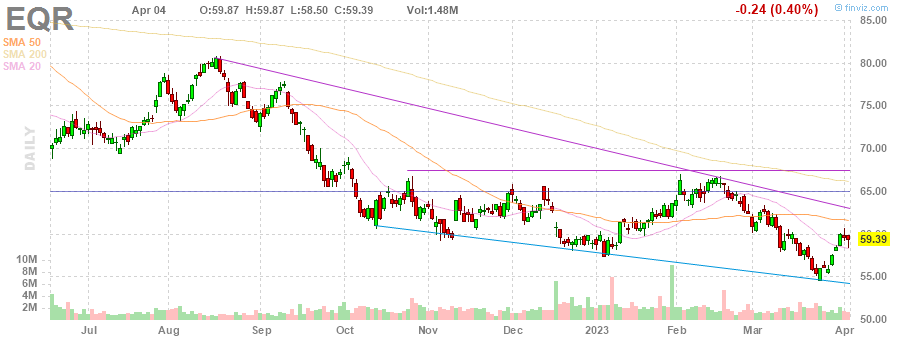 EQR Apr 04 O:59.87 H:59.87 L:58.50 C:59.39 Vol:1.48M -0.24 (0.40%) @ finviz.com
SMA 50
SMA 200
SMA 20
DAILY
85.00
80.00
75.00
70.00
65.00
59.39
55.00
50.00
10M
8M
6M
4M
2M
Jul Aug Sep Oct Nov Dec 2023 Feb Mar Apr